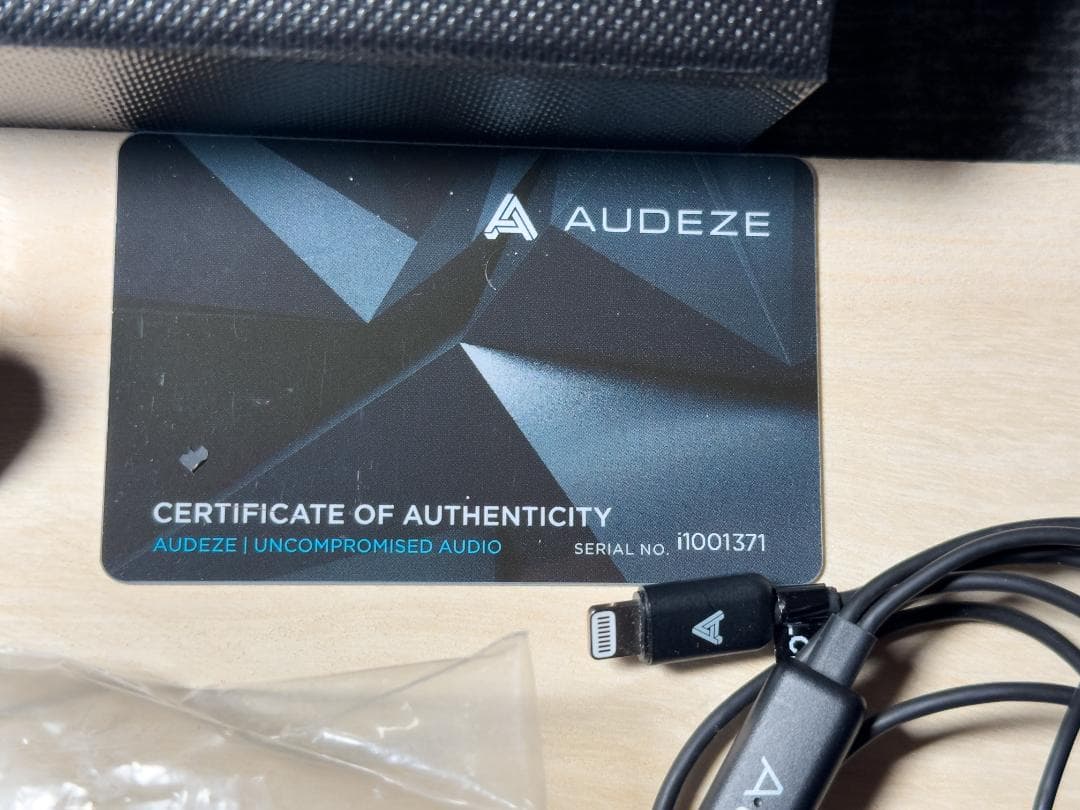 AUDEZE
CERTIFICATE OF AUTHENTICITY
AUDEZE | UNCOMPROMISED AUDIO
SERIAL NO. i1001371